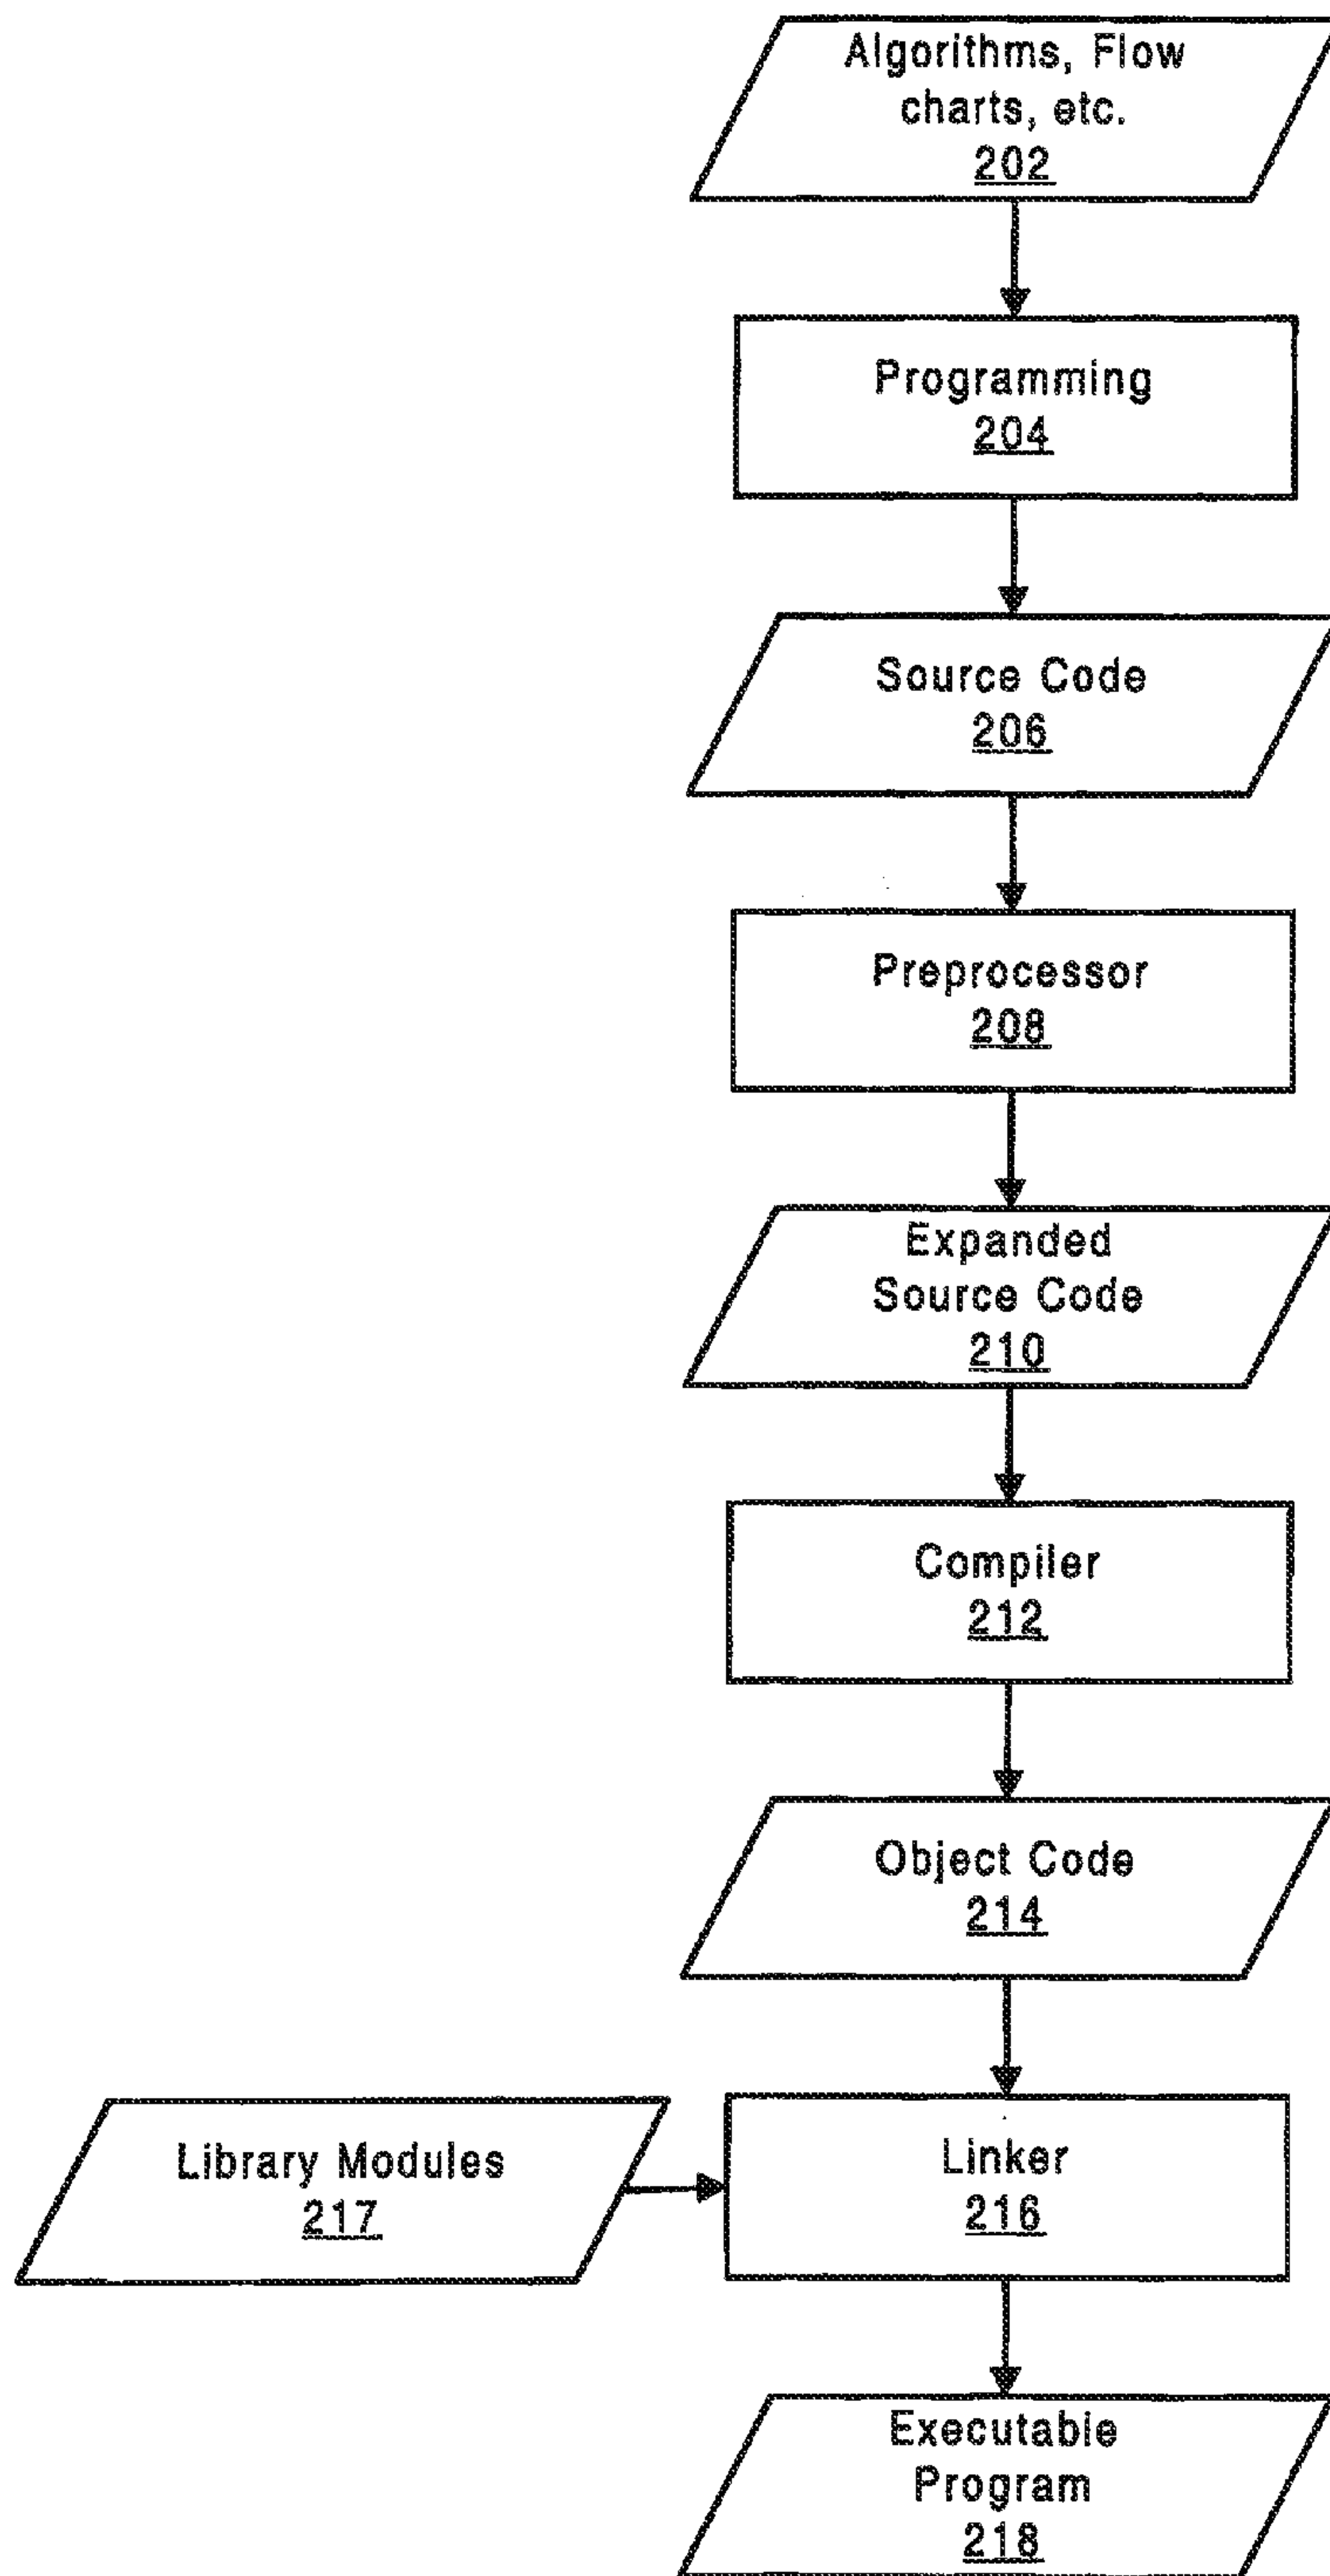 Algorithms, Flow
charts, etc.
202
Programming
204
Source Code
206
Preprocessor
208
Expanded
Source Code
210
Compiler
212
Object Code
214
Library Modules
217
Linker
216
Executable
Program
218